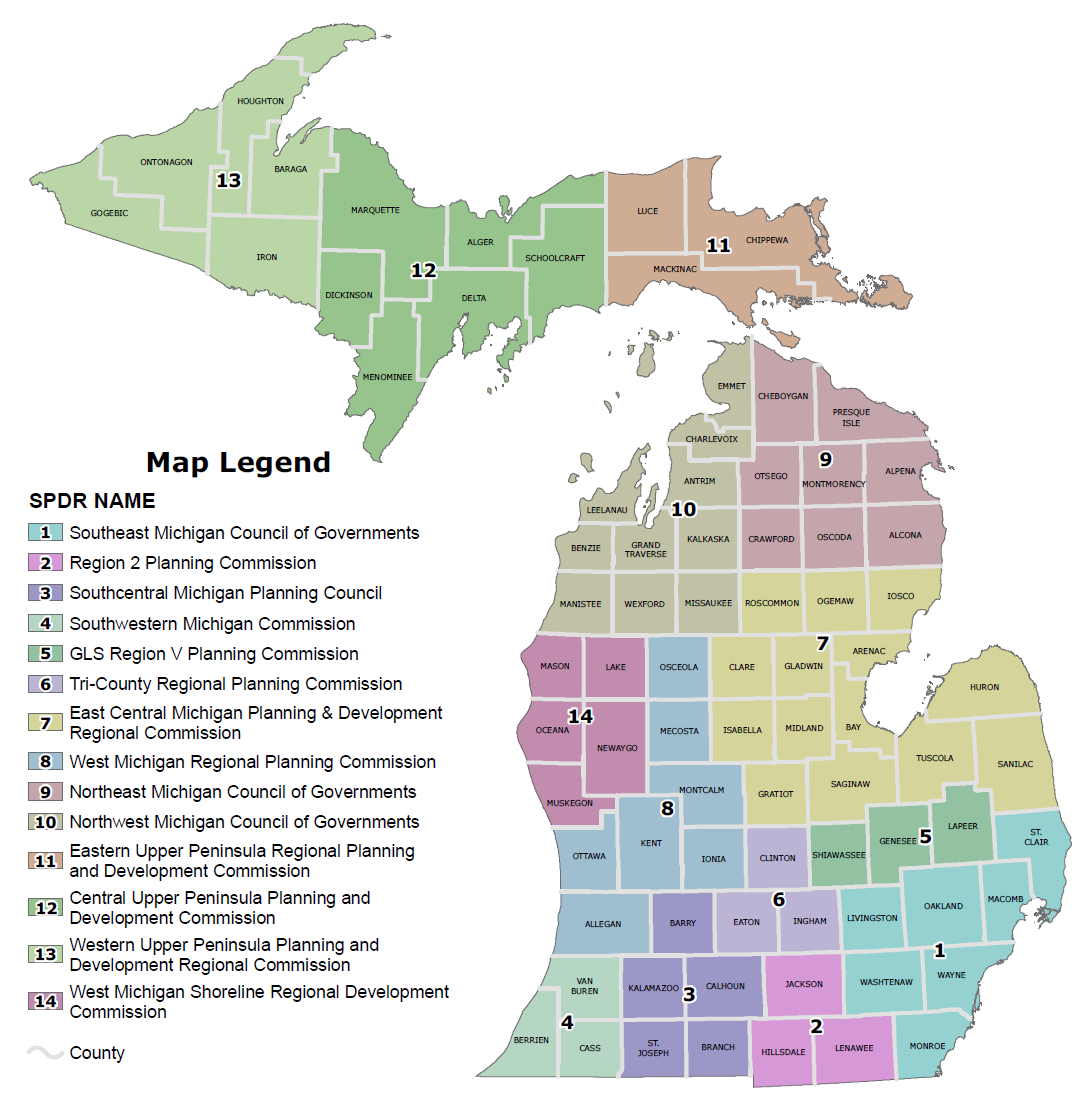 HOUGHTON
ONTONAGON
BARAGA
13
GOGEBIC
MARQUETTE
LUCE
IRON
ALGER
CHIPPEWA
11
SCHOOLCRAFT
12
MACKINAC
DICKINSON
DELTA
MENOMINEE
EMMET
CHEBOYGAN
PRESQUE
ISLE
CHARLEVOIX
9
OTSEGO
ALPENA
ANTRIM
MONTMORENCY
LEELANAU
10
BENZIE
GRAND
TRAVERSE
KALKASKA
CRAWFORD
OSCODA
ALCONA
MANISTEE
WEXFORD
MISSAUKEE
ROSCOMMON
OGEMAW
IOSCO
7
ARENAC
MASON
LAKE
OSCEOLA
CLARE
GLADWIN
HURON
14
OCEANA
NEWAYGO
MECOSTA
ISABELLA
MIDLAND
BAY
TUSCOLA
SANILAC
MUSKEGON
MONTCALM
GRATIOT
SAGINAW
8
KENT
OTTAWA
IONIA
CLINTON
SHIAWASSEE
GENESEE
5
LAPEER
ST.
CLAIR
6
ALLEGAN
BARRY
EATON
INGHAM
LIVINGSTON
OAKLAND
MACOMB
1
VAN
BUREN
KALAMAZOO
3
CALHOUN
JACKSON
WASHTENAW
WAYNE
4
2
BERRIEN
CASS
ST.
JOSEPH
BRANCH
HILLSDALE
LENAWEE
MONROE
Map Legend
SPDR NAME
1 Southeast Michigan Council of Governments
2 Region 2 Planning Commission
3 Southcentral Michigan Planning Council
4 Southwestern Michigan Commission
5 GLS Region V Planning Commission
6 Tri-County Regional Planning Commission
7 East Central Michigan Planning & Development
Regional Commission
8 West Michigan Regional Planning Commission
9 Northeast Michigan Council of Governments
10 Northwest Michigan Council of Governments
11 Eastern Upper Peninsula Regional Planning
and Development Commission
12 Central Upper Peninsula Planning and
Development Commission
13 Western Upper Peninsula Planning and
Development Regional Commission
14 West Michigan Shoreline Regional Development
Commission
County